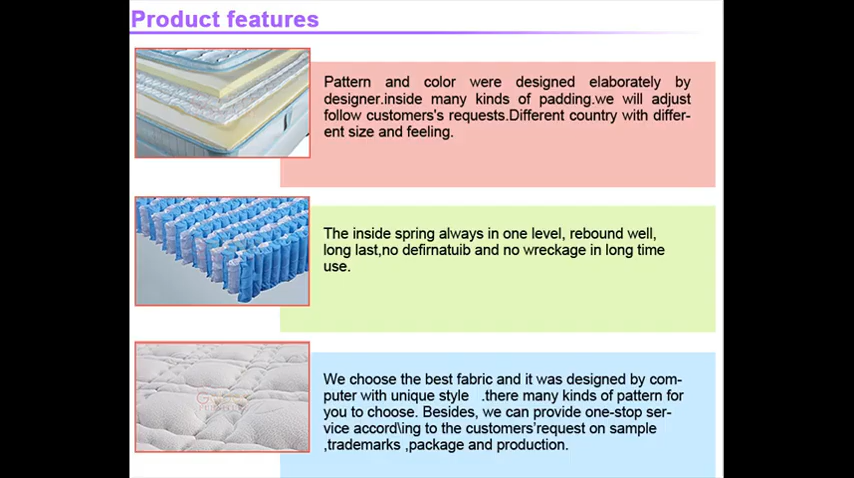 Product features
Pattern and color were designed elaborately by
designer.inside many kinds of padding.we will adjust
follow customers's requests.Different country with differ-
ent size and feeling.
The inside spring always in one level, rebound well,
long last,no defirnatuib and no wreckage in long time
use.
We choose the best fabric and it was designed by com-
puter with unique style .there many kinds of pattern for
you to choose. Besides, we can provide one-stop ser-
vice accord\ing to the customers'request on sample
,trademarks ,package and production.